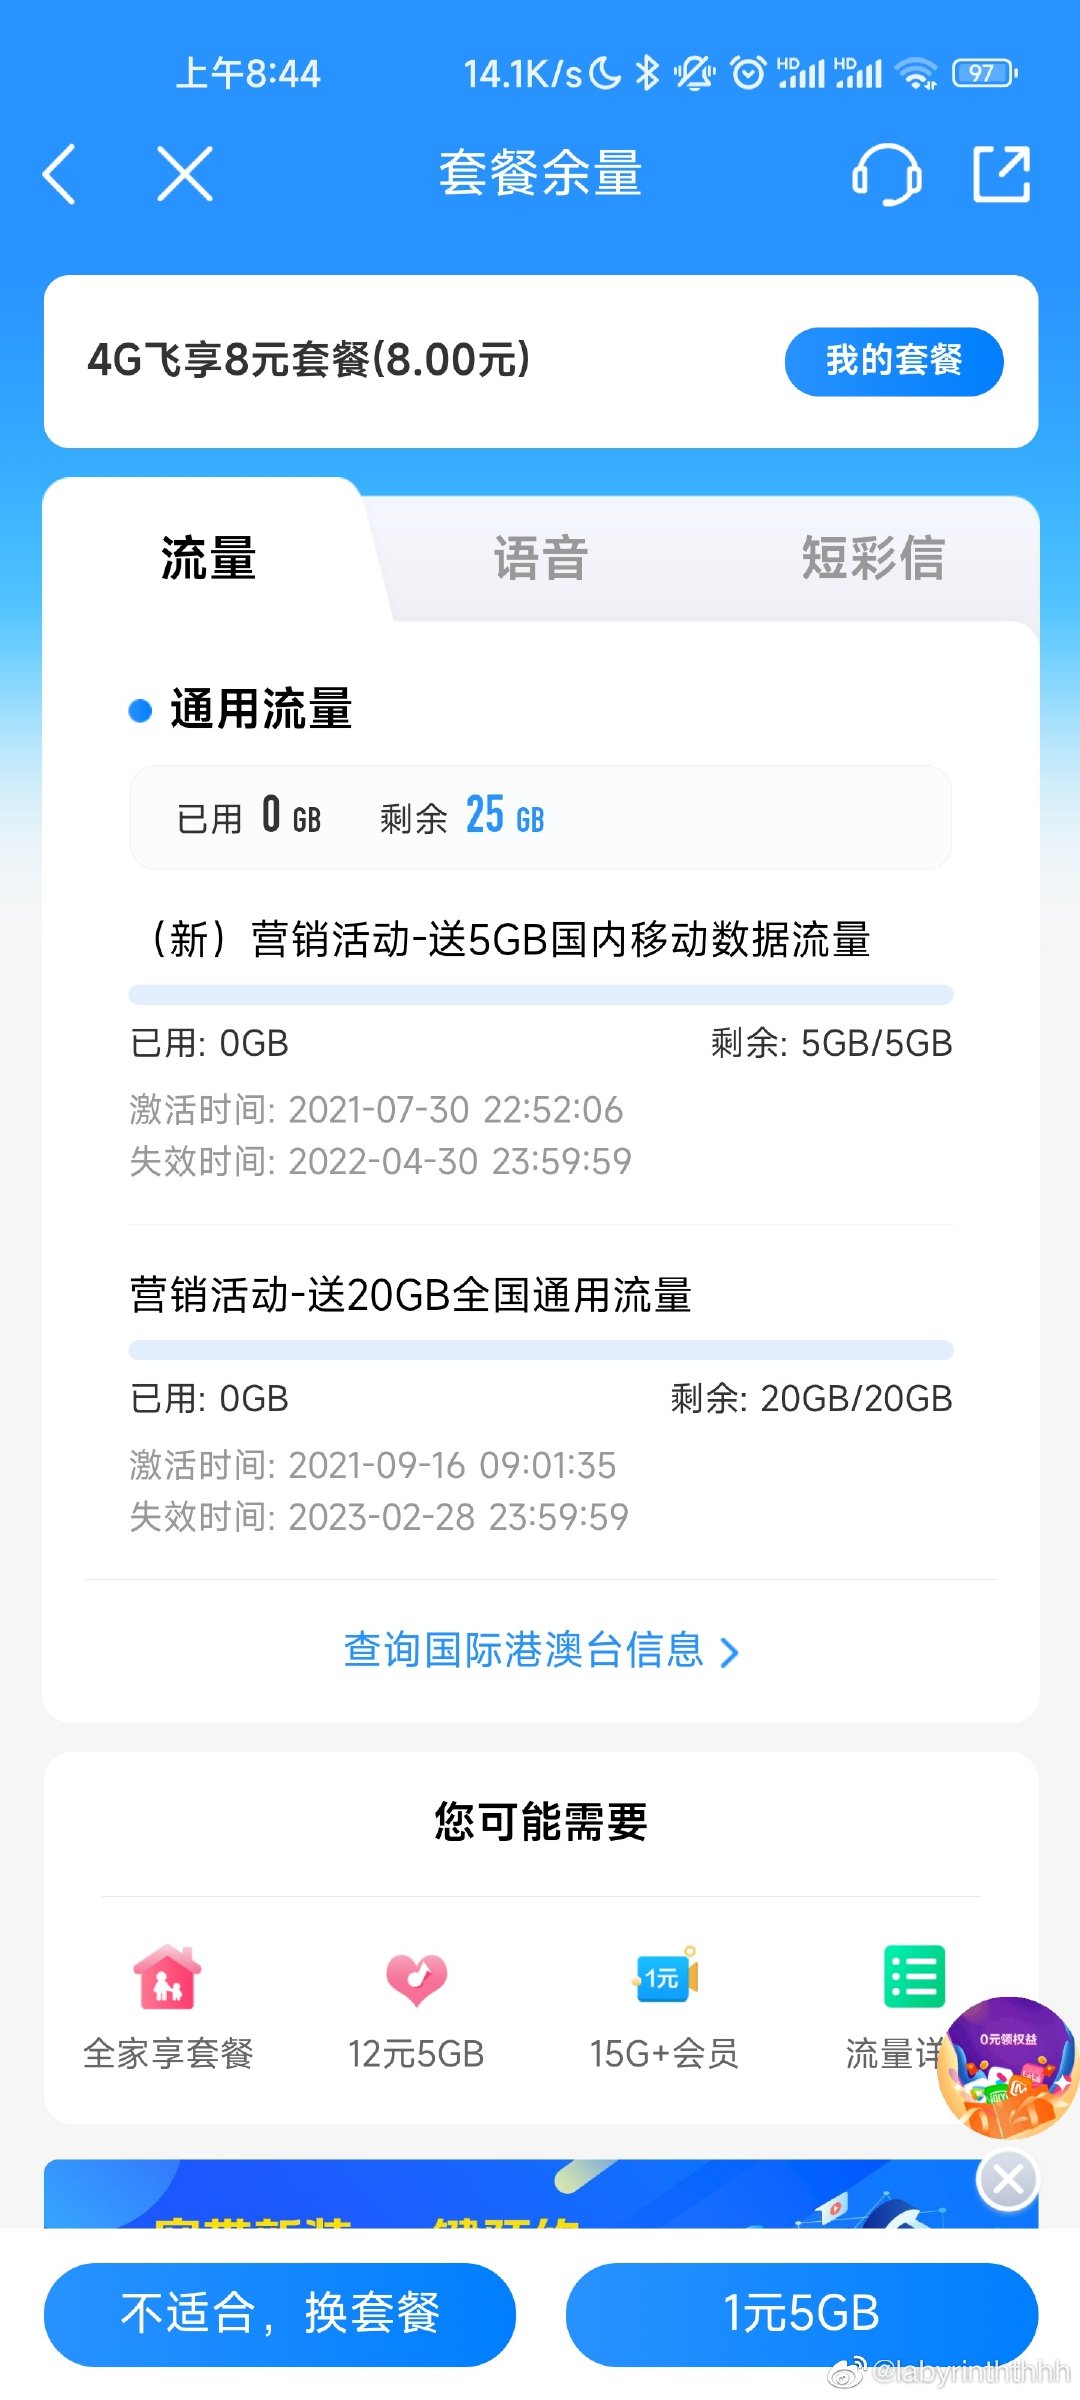 上午8:44
14.1K/s
HD
HD
97
套餐余量
4G飞享8元套餐(8.00元)
我的套餐
流量
语音
短彩信
通用流量
已用 0 GB 剩余 25 GB
（新）营销活动-送5GB国内移动数据流量
已用: 0GB
剩余: 5GB/5GB
激活时间: 2021-07-30 22:52:06
失效时间: 2022-04-30 23:59:59
营销活动-送20GB全国通用流量
已用: 0GB
剩余: 20GB/20GB
激活时间: 2021-09-16 09:01:35
失效时间: 2023-02-28 23:59:59
查询国际港澳台信息
您可能需要
1元
全家享套餐
12元5GB
15G+会员
流量详
0元领权益
不适合，换套餐
1元5GB
@labyrinththhh